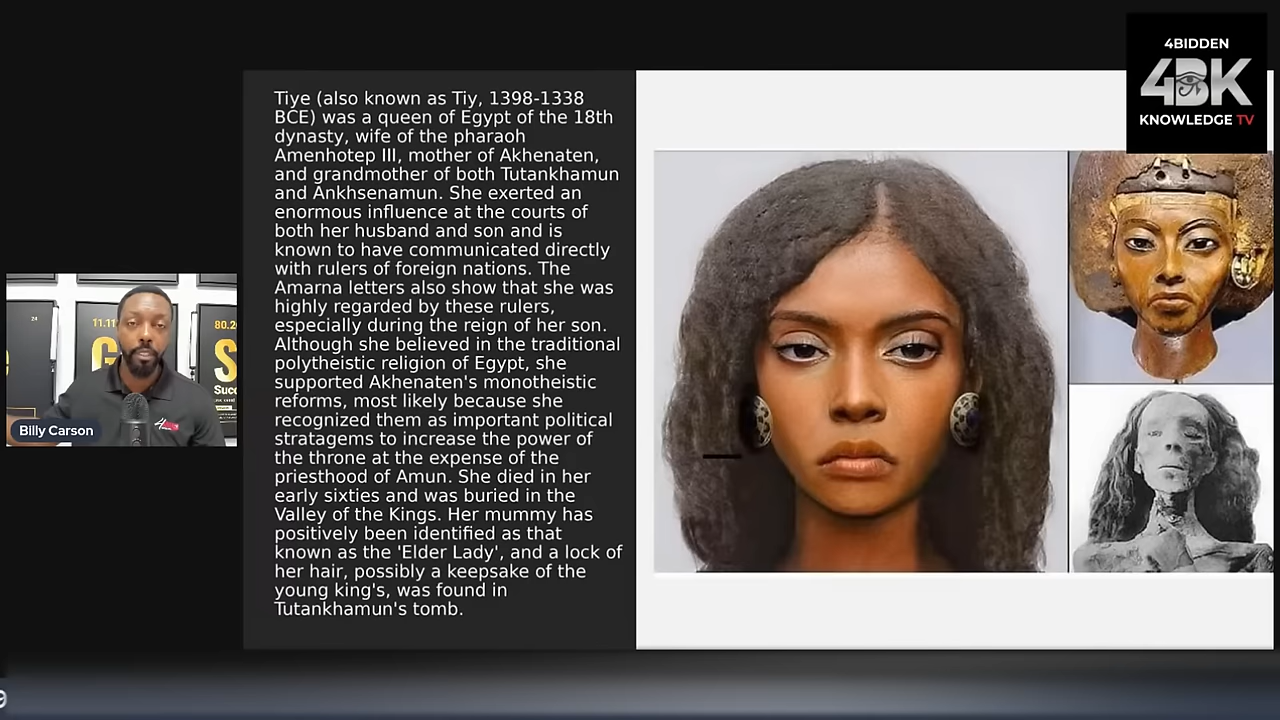 4BIDDEN
4BK
KNOWLEDGE TV
Tiye (also known as Tiy, 1398-1338
BCE) was a queen of Egypt of the 18th
dynasty, wife of the pharaoh
Amenhotep III, mother of Akhenaten,
and grandmother of both Tutankhamun
and Ankhsenamun. She exerted an
enormous influence at the courts of
both her husband and son and is
known to have communicated directly
with rulers of foreign nations. The
Amarna letters also show that she was
highly regarded by these rulers,
especially during the reign of her son.
Although she believed in the traditional
polytheistic religion of Egypt, she
supported Akhenaten's monotheistic
reforms, most likely because she
recognized them as important political
stratagems to increase the power of
the throne at the expense of the
priesthood of Amun. She died in her
early sixties and was buried in the
Valley of the Kings. Her mummy has
positively been identified as that
known as the 'Elder Lady', and a lock of
her hair, possibly a keepsake of the
young king's, was found in
Tutankhamun's tomb.
24
11.11
G
80.2
S
Succ
Billy Carson
9